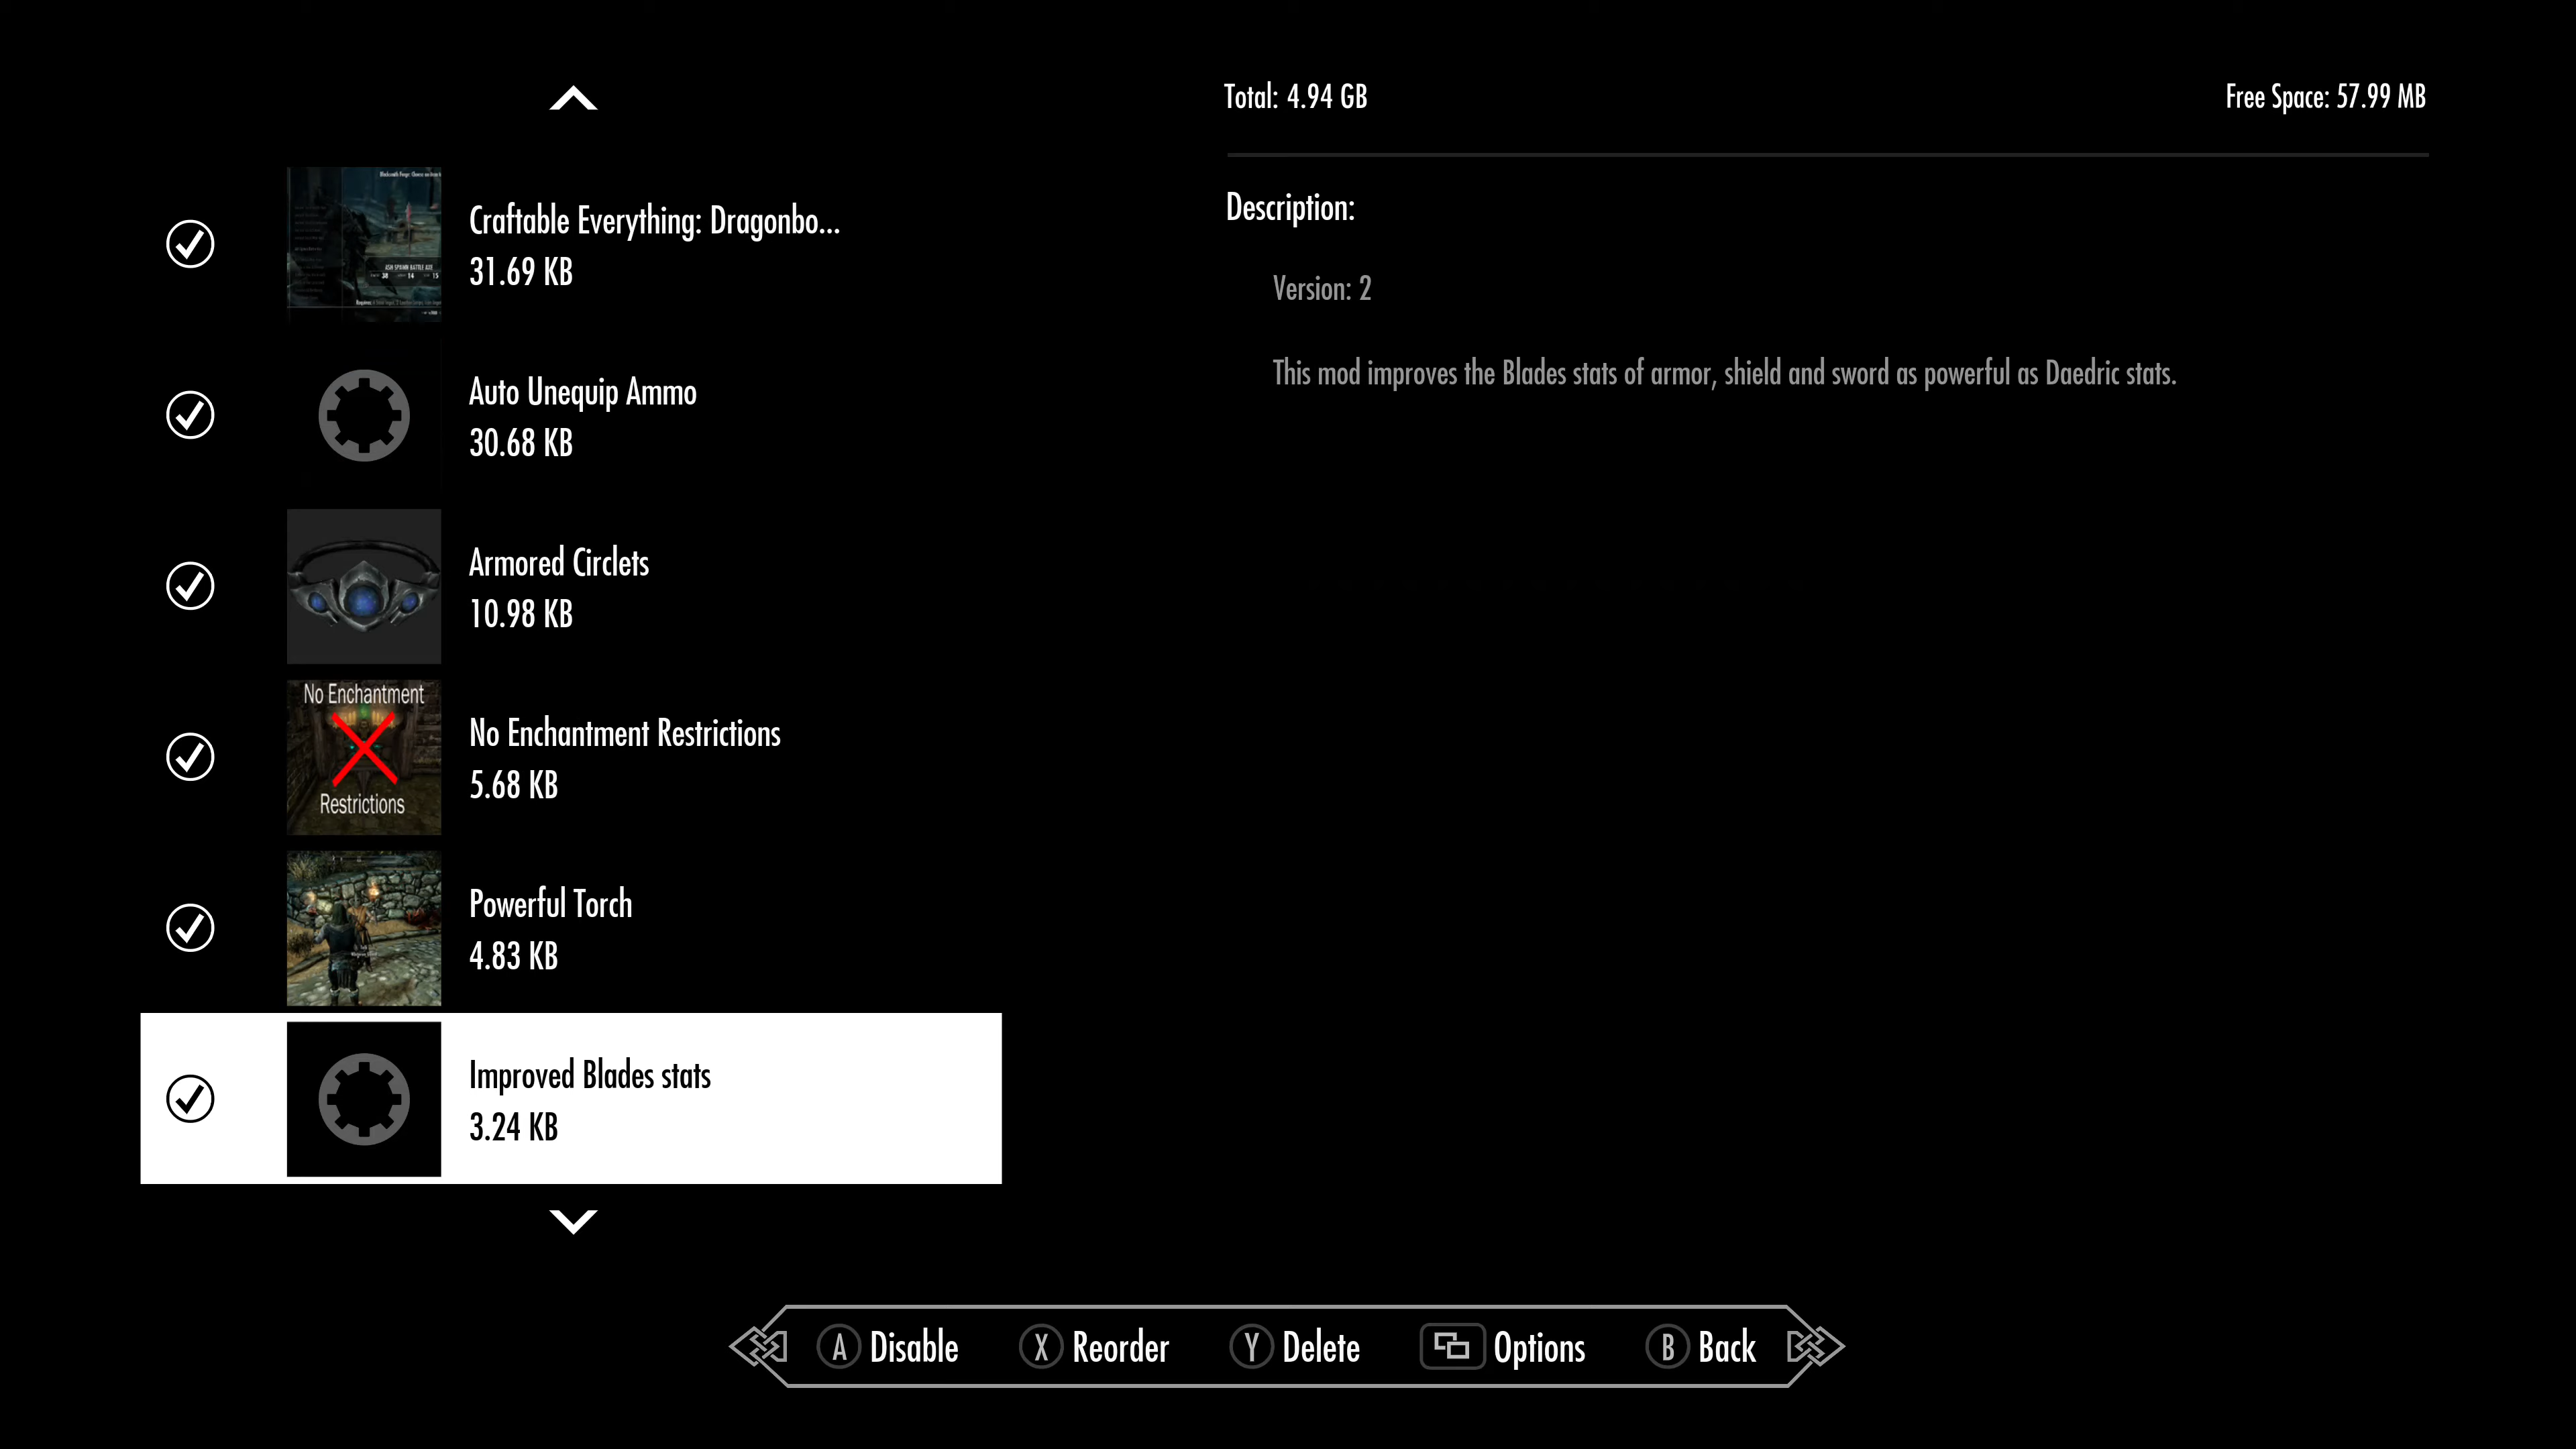 Total: 4.94 GB
Free Space: 57.99 MB
Craftable Everything: Dragonbo...
31.69 KB
Auto Unequip Ammo
30.68 KB
Armored Circlets
10.98 KB
No Enchantment
Restrictions
No Enchantment Restrictions
5.68 KB
Powerful Torch
4.83 KB
Improved Blades stats
3.24 KB
Description:
Version: 2
This mod improves the Blades stats of armor, shield and sword as powerful as Daedric stats.
A Disable
X Reorder
Y Delete
Options
B Back